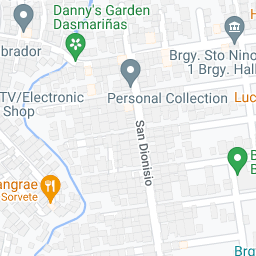 Danny's Garden
Dasmariñas
brador
Brgy. Sto Nino
1 Brgy. Hall
TV/Electronic
Shop
Personal Collection
Luc
San Dionisio
B
E
angrae
Sorvete
Brg